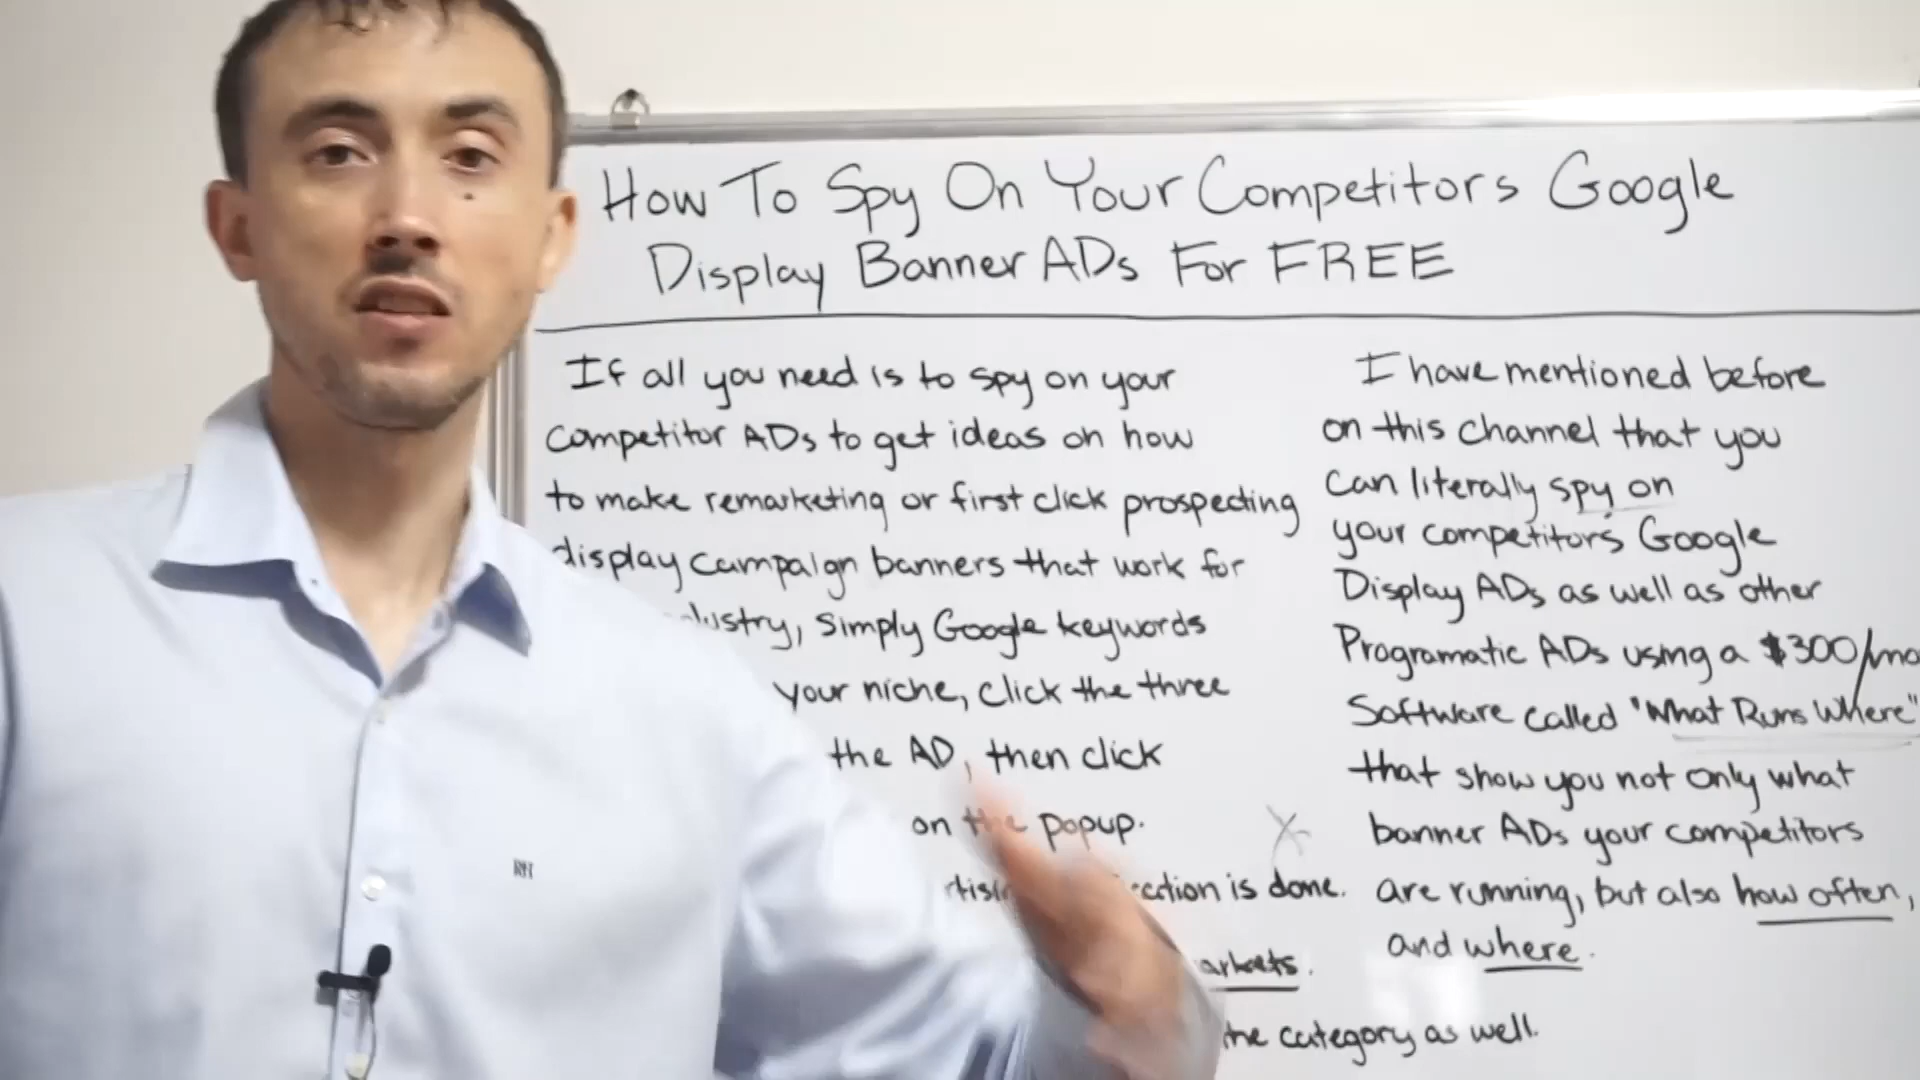 How To Spy On Your Competitors Google
Display Banner ADs For FREE
If all you need is to spy on your
competitor ADs to get ideas on how
to make remarketing or first click prospecting
display campaign banners that work for
simply Google keywords
your niche, click the three
the AD, then click
on the popup.
is done.
the category as well.
I have mentioned before
on this channel that you
can literally spy on
your competitors Google
Display ADs as well as other
Programatic ADs using a $300/mo
Software called "What Runs Where"
that show you not only what
banner ADs your competitors
are running, but also how often,
and where.